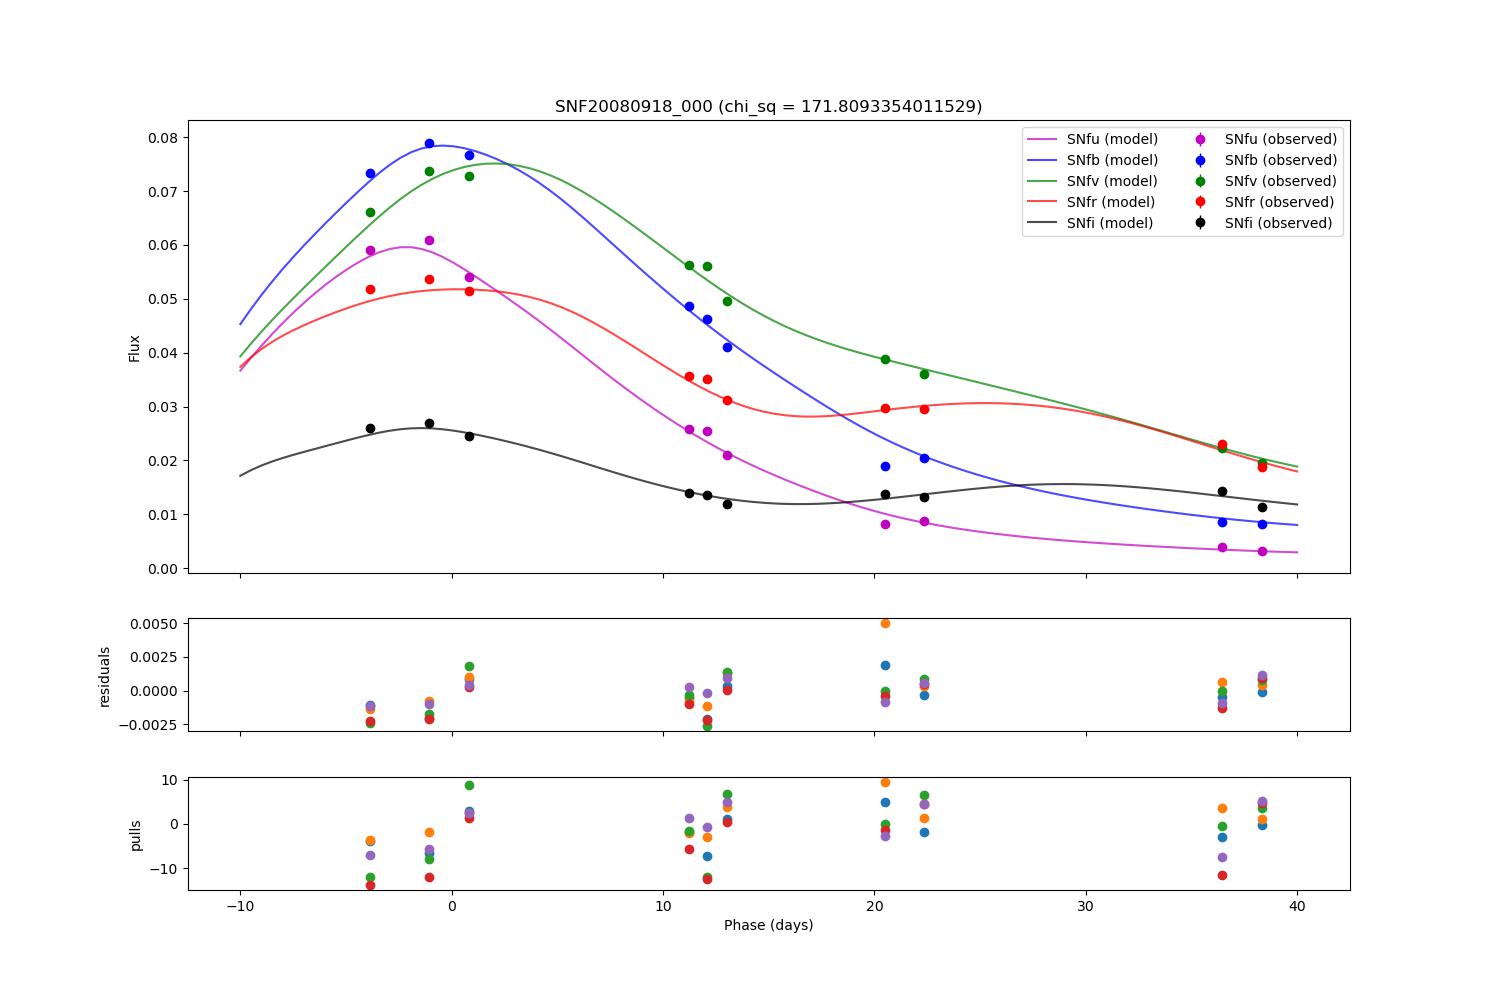 SNF20080918_000 (chi_sq = 171.8093354011529)
0.08
0.07
0.06
0.05
0.04
0.03
0.02
0.01
0.00
Flux
SNfu (model) SNfu (observed)
SNfb (model) SNfb (observed)
SNfv (model) SNfv (observed)
SNfr (model) SNfr (observed)
SNfi (model) SNfi (observed)
0.0050
0.0025
0.0000
−0.0025
residuals
10
0
−10
pulls
−10 0 10 20 30 40
Phase (days)